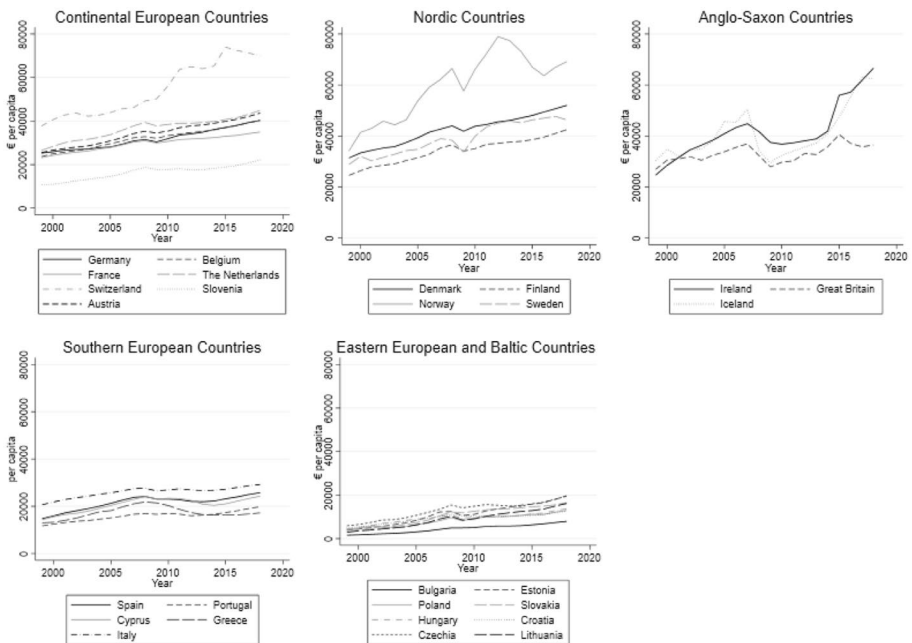 Continental European Countries
€ per capita
80000
60000
40000
20000
0
2000 2005 2010 2015 2020
Year
Germany Belgium
France The Netherlands
Switzerland Slovenia
Austria
Nordic Countries
€ per capita
80000
60000
40000
20000
0
2000 2005 2010 2015 2020
Year
Denmark Finland
Norway Sweden
Anglo-Saxon Countries
€ per capita
80000
60000
40000
20000
0
2000 2005 2010 2015 2020
Year
Ireland Great Britain
Iceland
Southern European Countries
per capita
80000
60000
40000
20000
0
2000 2005 2010 2015 2020
Year
Spain Portugal
Cyprus Greece
Italy
Eastern European and Baltic Countries
€ per capita
80000
60000
40000
20000
0
2000 2005 2010 2015 2020
Year
Bulgaria Estonia
Poland Slovakia
Hungary Croatia
Czechia Lithuania